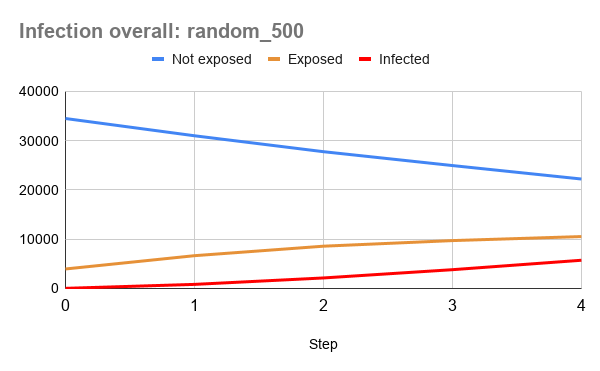 Infection overall: random_500
Not exposed Exposed Infected
40000
30000
20000
10000
0
0 1 2 3 4
Step